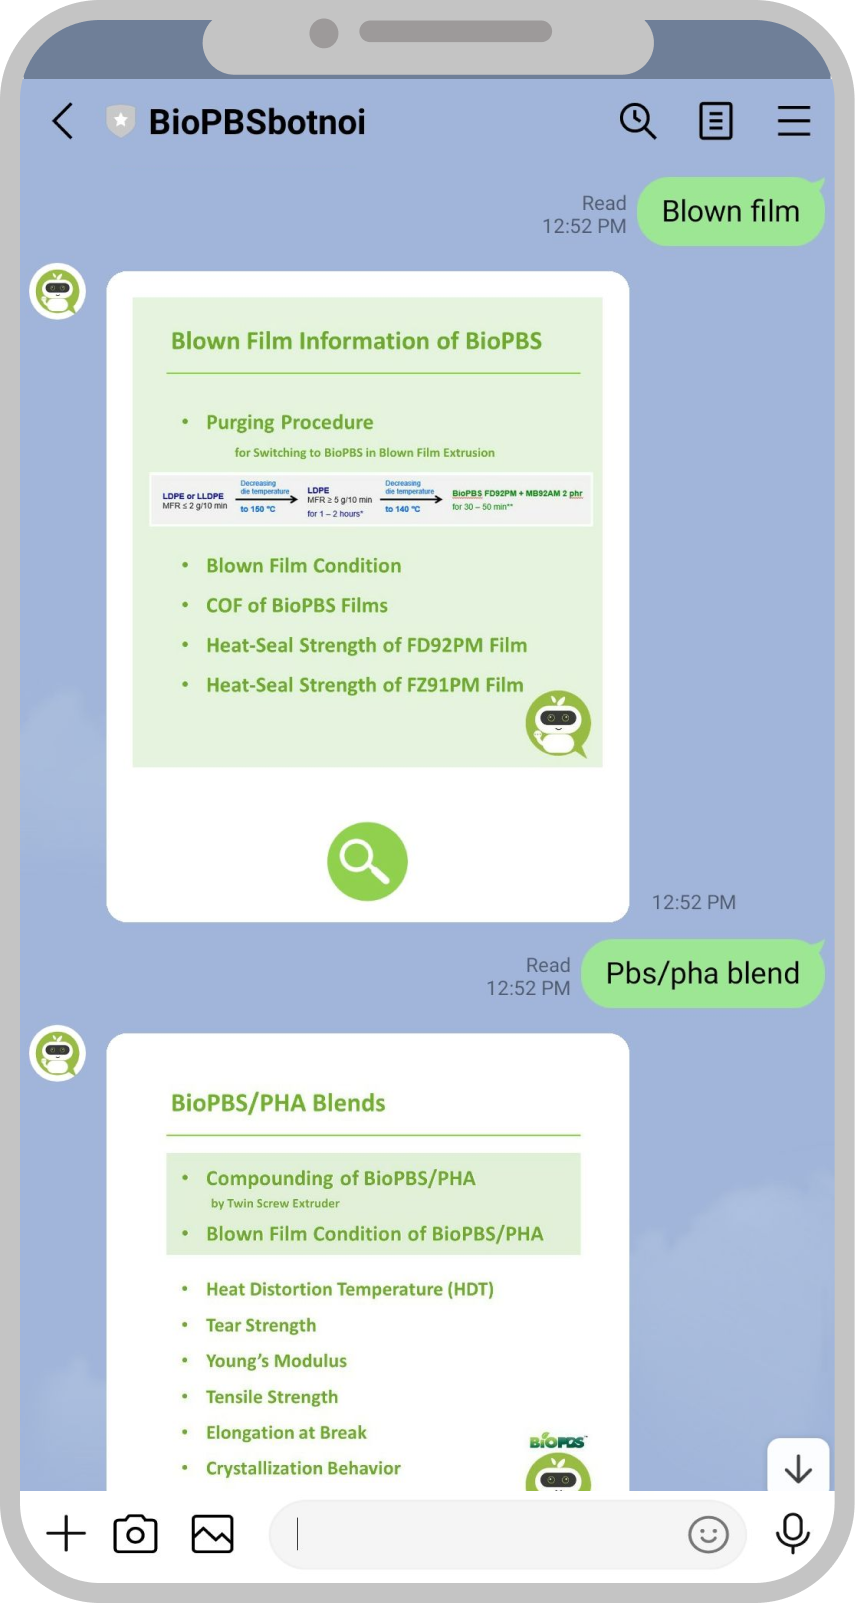 BioPBSbotnoi
Read
12:52 PM
Blown film
Blown Film Information of BioPBS
• Purging Procedure
for Switching to BioPBS in Blown Film Extrusion
LDPE or LLDPE
MFR ≤ 2 g/10 min
Decreasing
die temperature
to 150 °C
LDPE
MFR ≥ 5 g/10 min
for 1 – 2 hours*
Decreasing
die temperature
to 140 °C
BioPBS FD92PM + MB92AM 2 phr
for 30 – 50 min**
• Blown Film Condition
• COF of BioPBS Films
• Heat-Seal Strength of FD92PM Film
• Heat-Seal Strength of FZ91PM Film
12:52 PM
Read
12:52 PM
Pbs/pha blend
BioPBS/PHA Blends
• Compounding of BioPBS/PHA
by Twin Screw Extruder
• Blown Film Condition of BioPBS/PHA
• Heat Distortion Temperature (HDT)
• Tear Strength
• Young’s Modulus
• Tensile Strength
• Elongation at Break
• Crystallization Behavior
BioPBS™